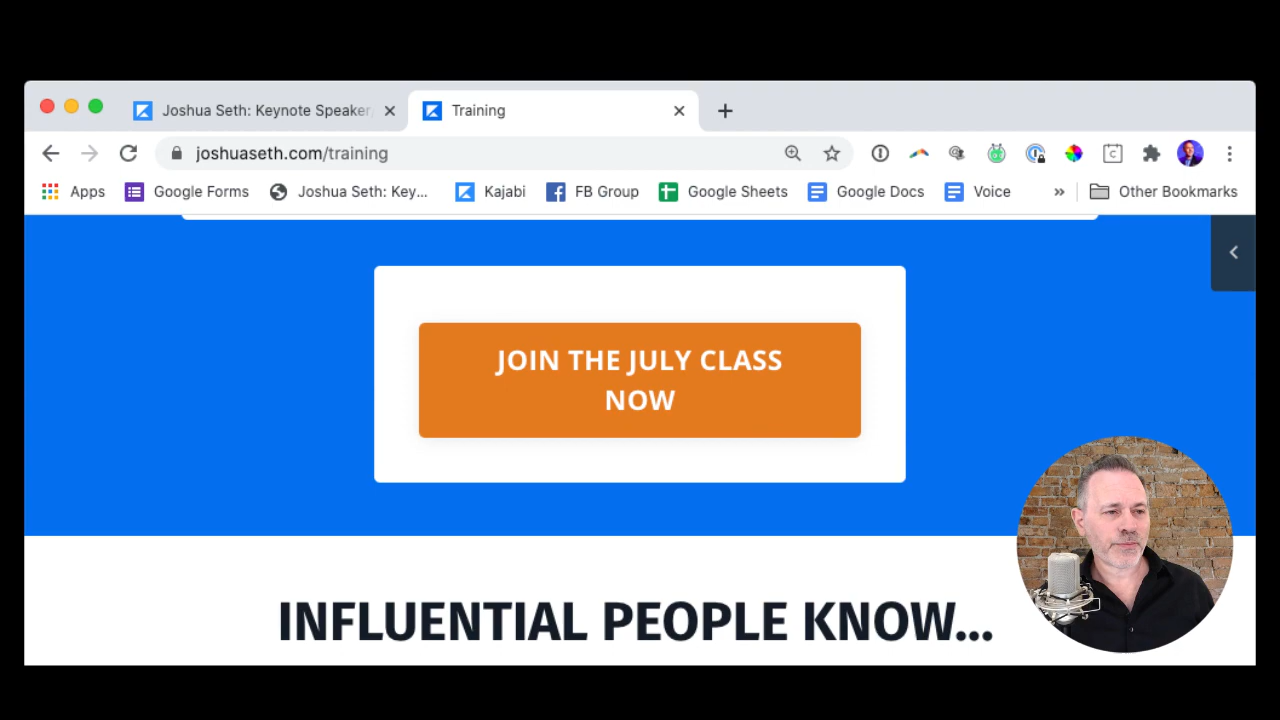 Joshua Seth: Keynote Speaker,
Training
joshuaseth.com/training
Apps
Google Forms
Joshua Seth: Key...
Kajabi
FB Group
Google Sheets
Google Docs
Voice
»
Other Bookmarks
JOIN THE JULY CLASS
NOW
INFLUENTIAL PEOPLE KNOW...